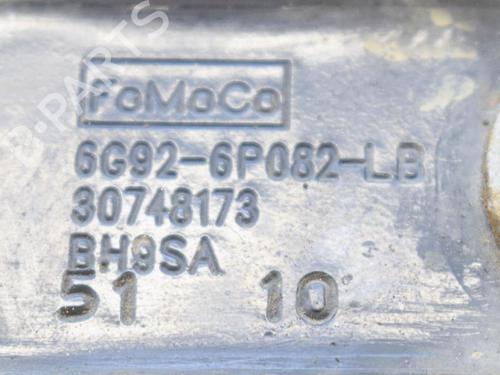 FoMoCo
6G92-6P082-LB
30748173
BH9SA
51 10
B-PARTS